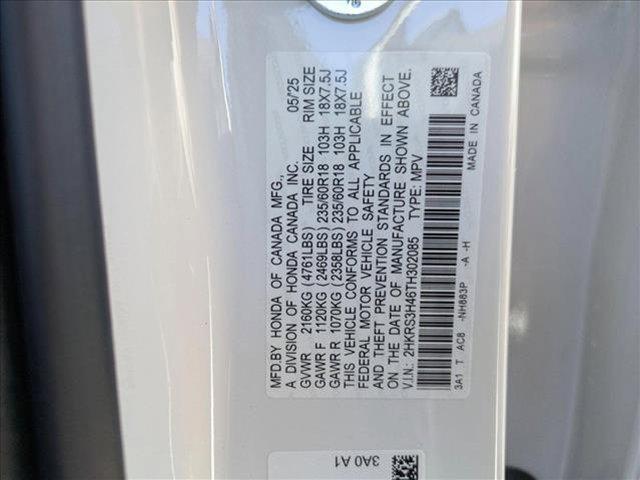 MFD.BY HONDA OF CANADA MFG., 05/25
A DIVISION OF HONDA CANADA INC.
GVWR 2160KG (4761LBS) TIRE SIZE RIM SIZE
GAWR F 1120KG (2469LBS) 235/60R18 103H 18X7.5J
GAWR R 1070KG (2358LBS) 235/60R18 103H 18X7.5J
THIS VEHICLE CONFORMS TO ALL APPLICABLE
FEDERAL MOTOR VEHICLE SAFETY
AND THEFT PREVENTION STANDARDS IN EFFECT
ON THE DATE OF MANUFACTURE SHOWN ABOVE.
V.I.N.: 2HKRS3H46TH302085 TYPE: MPV
3A1 T AC8 -NH883P -A -H
MADE IN CANADA
3A0 A1